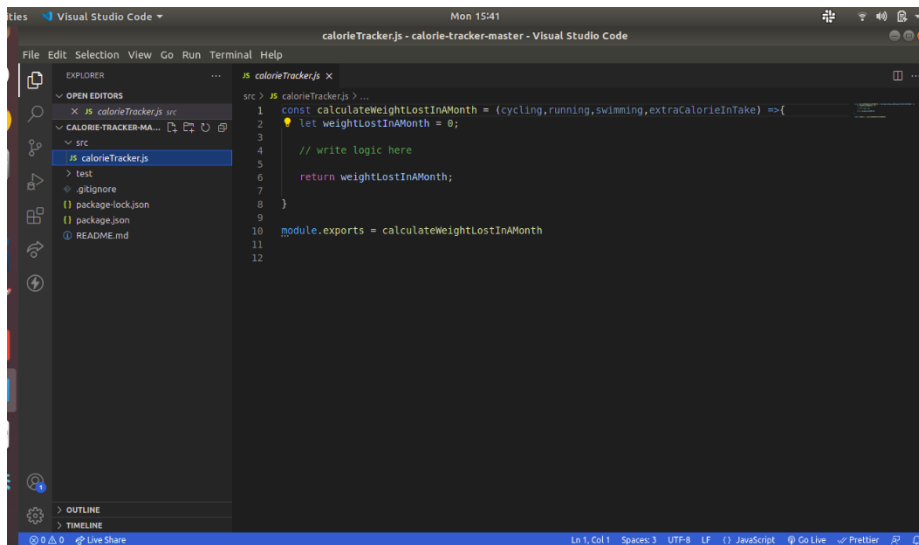 ities Visual Studio Code Mon 15:41
calorieTracker.js - calorie-tracker-master - Visual Studio Code
File Edit Selection View Go Run Terminal Help
EXPLORER
OPEN EDITORS
JS calorieTracker.js src
CALORIE-TRACKER-MA...
src
JS calorieTracker.js
test
.gitignore
{} package-lock.json
{} package.json
README.md
OUTLINE
TIMELINE
JS calorieTracker.js
src > JS calorieTracker.js > ...
1 const calculateWeightLostInAMonth = (cycling,running,swimming,extraCalorieInTake) =>{
2 let weightLostInAMonth = 0;
3
4 // write logic here
5
6 return weightLostInAMonth;
7
8 }
9
10 module.exports = calculateWeightLostInAMonth
11
12
1
0 0 Live Share Ln 1, Col 1 Spaces: 3 UTF-8 LF {} JavaScript Go Live Prettier